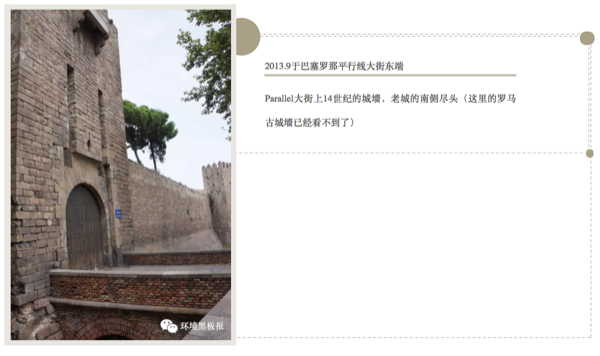 2013.9于巴塞罗那平行线大街东端
Parallel大街上14世纪的城墙，老城的南侧尽头（这里的罗马
古城墙已经看不到了）
环境黑板报